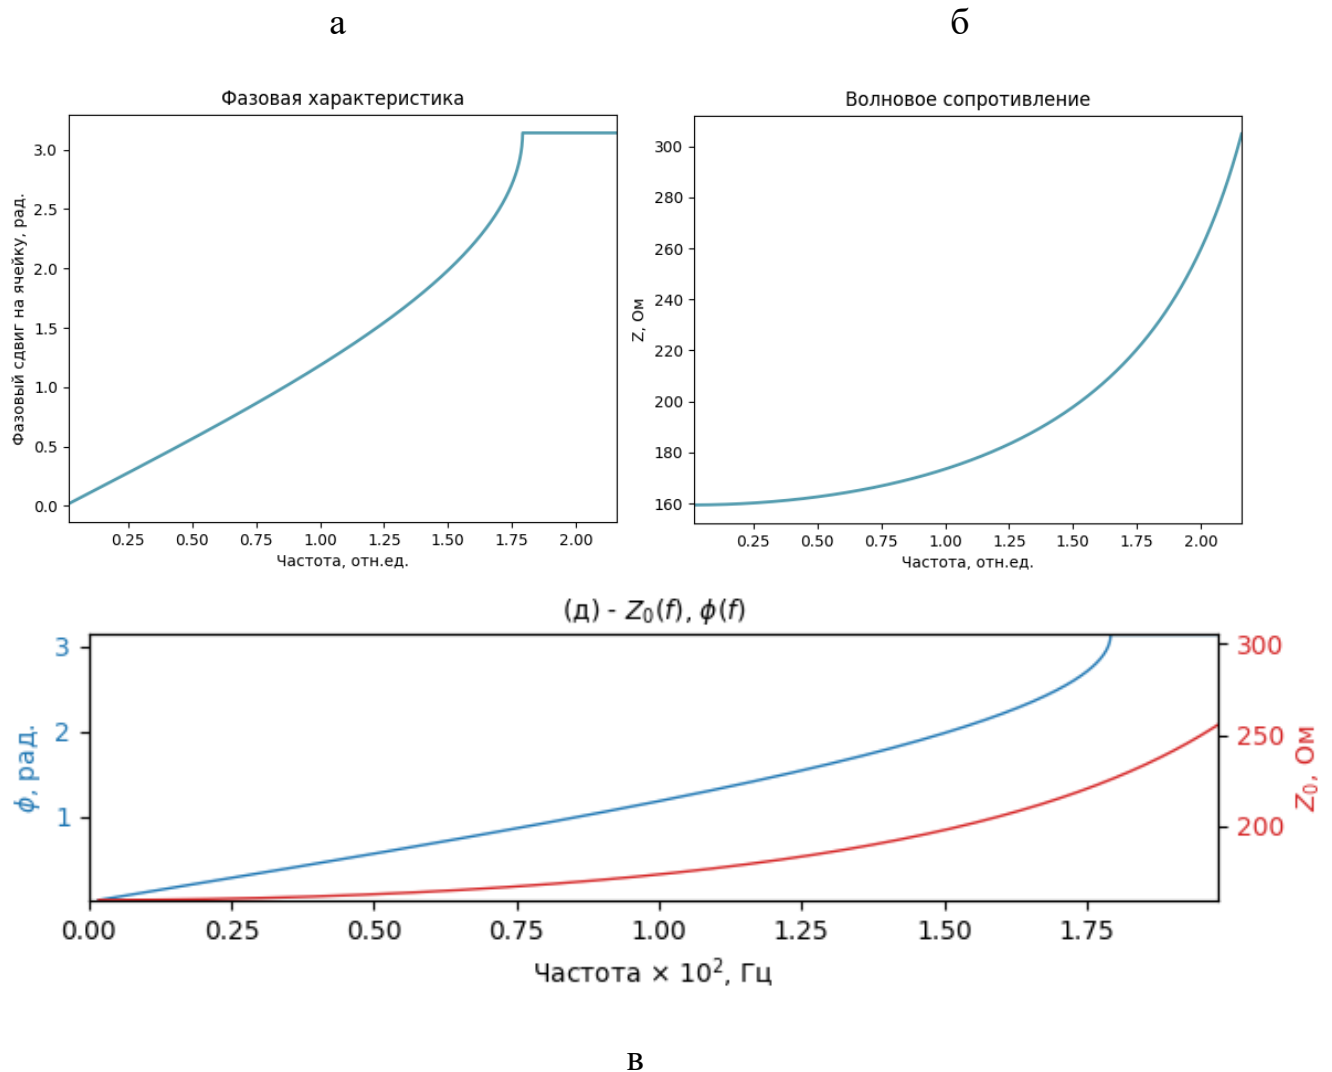 а
б
Фазовая характеристика
Фазовый сдвиг на ячейку, рад.
3.0
2.5
2.0
1.5
1.0
0.5
0.0
0.25 0.50 0.75 1.00 1.25 1.50 1.75 2.00
Частота, отн.ед.
Волновое сопротивление
Z, Ом
300
280
260
240
220
200
180
160
0.25 0.50 0.75 1.00 1.25 1.50 1.75 2.00
Частота, отн.ед.
(д) - Z₀(f), ϕ(f)
ϕ, рад.
3
2
1
300
250
200
Z₀, Ом
0.00 0.25 0.50 0.75 1.00 1.25 1.50 1.75
Частота × 10², Гц
в